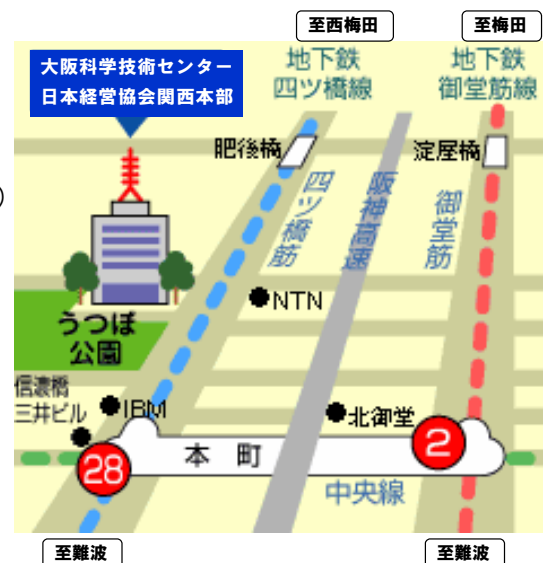 至西梅田
至梅田
大阪科学技術センター
日本経営協会関西本部
地下鉄
四ツ橋線
地下鉄
御堂筋線
肥後橋
淀屋橋
四ツ橋筋
阪神高速
御堂筋
NTN
うつぼ
公園
信濃橋
三井ビル
IBM
北御堂
2
28
本町
中央線
至難波
至難波
)